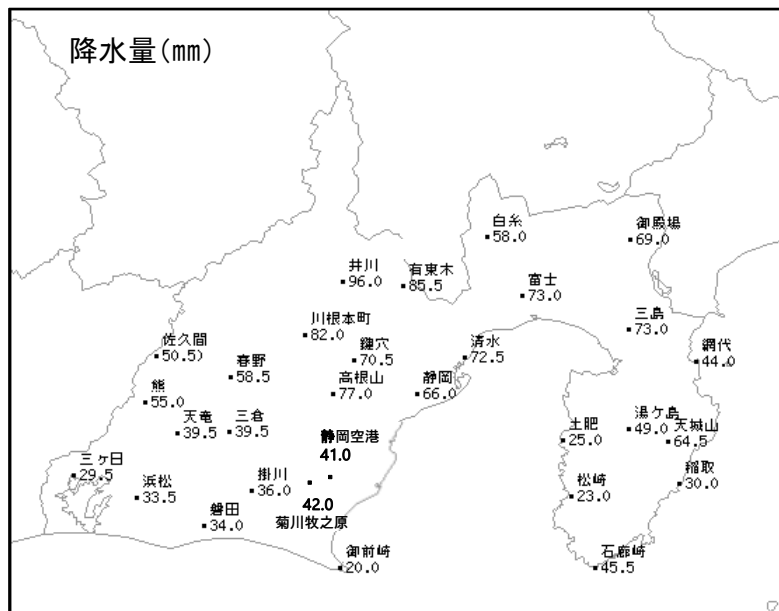 降水量(mm)
白糸
58.0
御殿場
69.0
井川
96.0
有東木
85.5
富士
73.0
川根本町
82.0
三島
73.0
佐久間
50.5)
鍵穴
70.5
清水
72.5
網代
44.0
春野
58.5
高根山
77.0
静岡
66.0
熊
55.0
天竜
39.5
三倉
39.5
静岡空港
41.0
土肥
25.0
湯ケ島
49.0
天城山
64.5
三ヶ日
29.5
浜松
33.5
掛川
36.0
松崎
23.0
稲取
30.0
磐田
34.0
42.0
菊川牧之原
御前崎
20.0
石廊崎
45.5